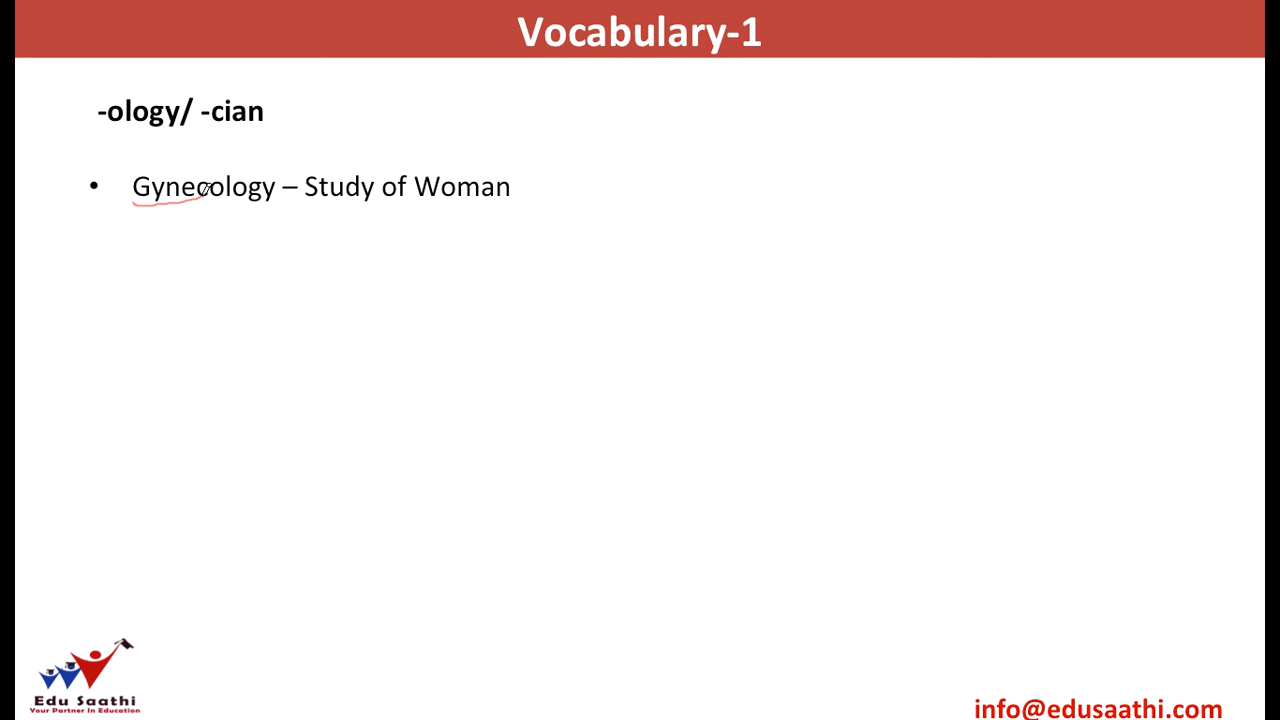 Vocabulary-1
-ology/ -cian
• Gynecology – Study of Woman
Edu Saathi
Your Partner In Education
info@edusaathi.com